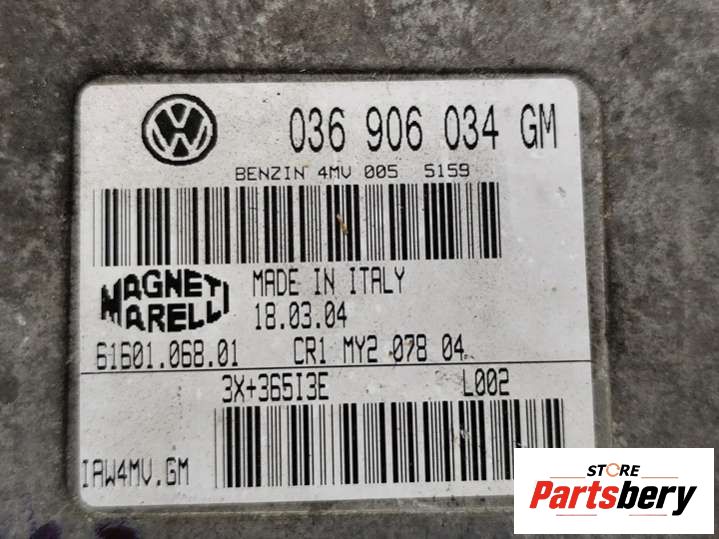 036 906 034 GM
BENZIN 4MV 005 5159
MAGNETI
MARELLI
MADE IN ITALY
18.03.04
61601.068.01 CR1 MY2 078 04
3X+365I3E L002
IAW4MV.GM
STORE
Partsbery